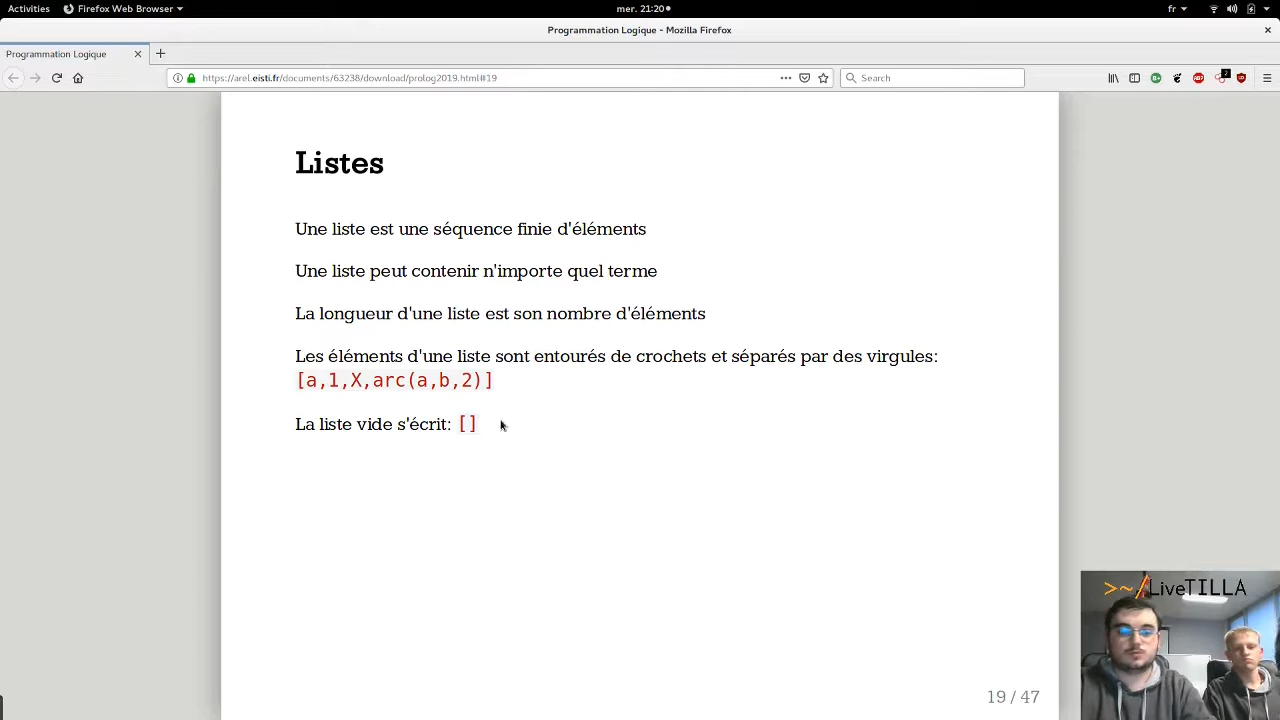 Activities Firefox Web Browser mer. 21:20 fr
Programmation Logique - Mozilla Firefox
Programmation Logique
https://arel.eisti.fr/documents/63238/download/prolog2019.html#19 Search 2
Listes
Une liste est une séquence finie d'éléments
Une liste peut contenir n'importe quel terme
La longueur d'une liste est son nombre d'éléments
Les éléments d'une liste sont entourés de crochets et séparés par des virgules:
[a,1,X,arc(a,b,2)]
La liste vide s'écrit: []
>~/LiveTILLA
19 / 47